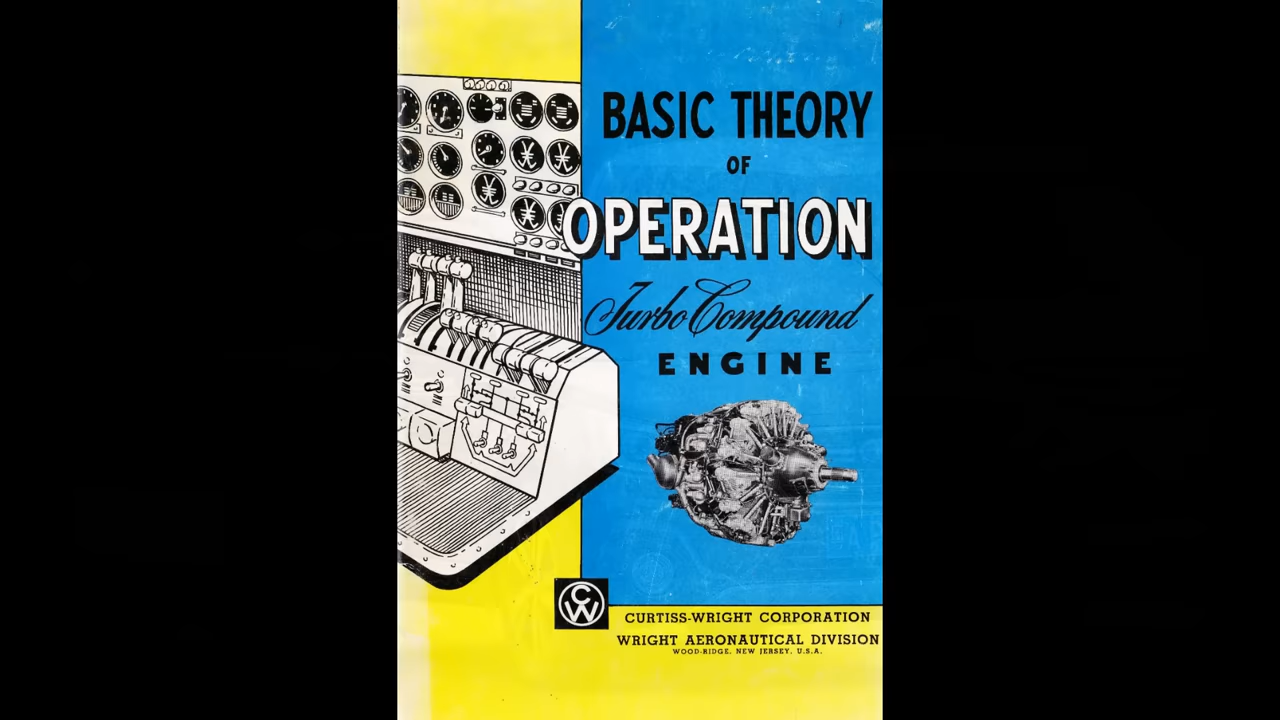 BASIC THEORY
OF
OPERATION
Turbo Compound
ENGINE
CW
CURTISS-WRIGHT CORPORATION
WRIGHT AERONAUTICAL DIVISION
WOOD-RIDGE, NEW JERSEY, U.S.A.